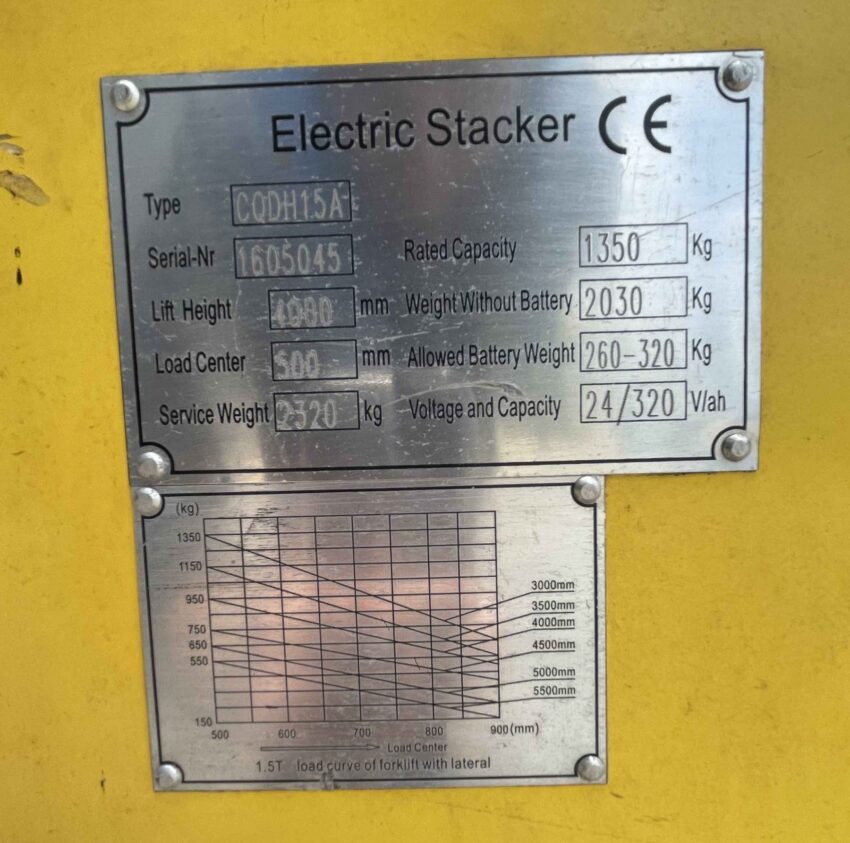 Electric Stacker CE
Type CQDH15A
Serial-Nr 1605045 Rated Capacity 1350 Kg
Lift Height mm Weight Without Battery 2030 Kg
Load Center 500 mm Allowed Battery Weight 260-320 Kg
Service Weight 2320 kg Voltage and Capacity 24/320 V/ah
(kg)
1350
1150
950
750
650
550
150
3000mm
3500mm
4000mm
4500mm
5000mm
5500mm
500 600 700 800 900(mm)
Load Center
1.5T load curve of forklift with lateral